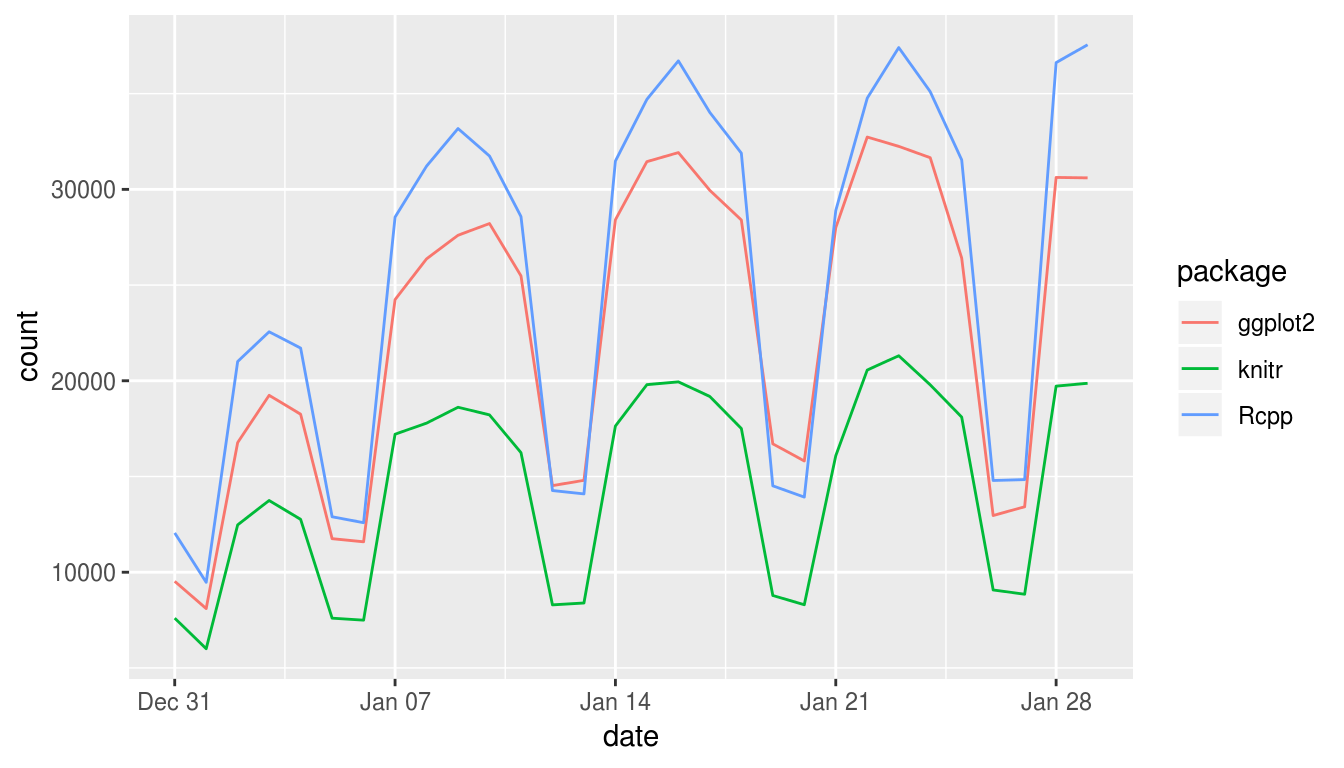 count
30000
20000
10000
Dec 31 Jan 07 Jan 14 Jan 21 Jan 28
date
package
ggplot2
knitr
Rcpp